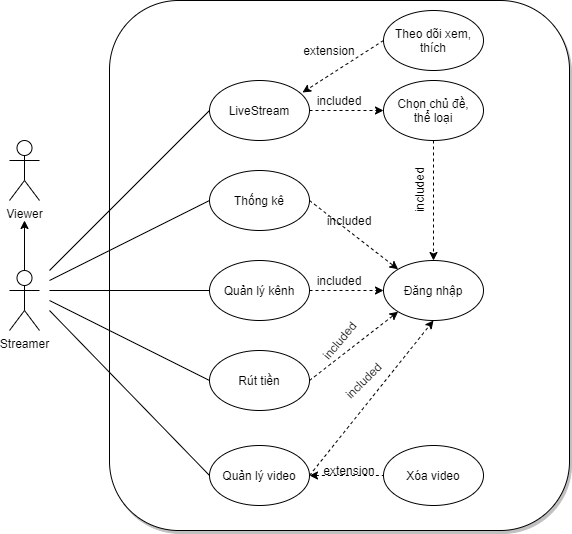 Theo dõi xem,
thích
extension
LiveStream
included
Chọn chủ đề,
thể loại
Viewer
Thống kê
included
included
Streamer
Quản lý kênh
included
Đăng nhập
included
Rút tiền
included
Quản lý video
extension
Xóa video